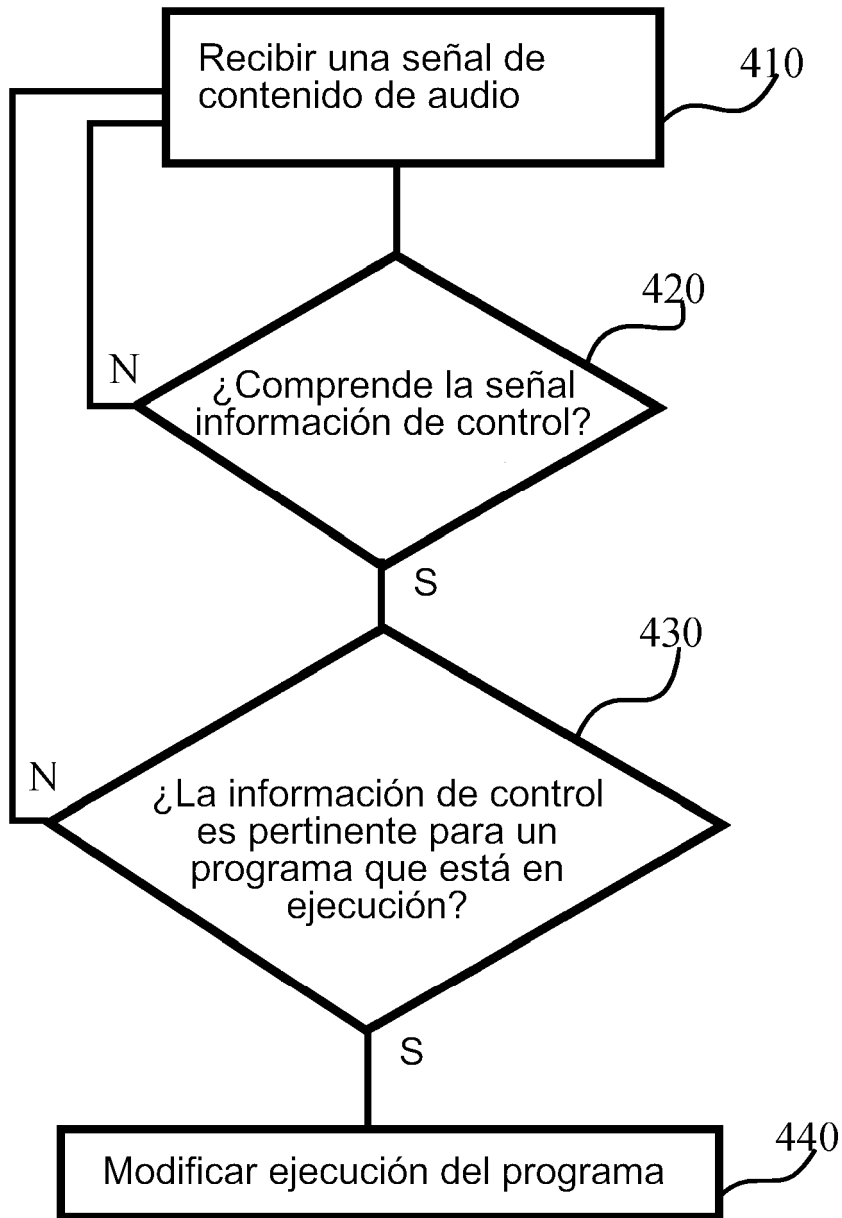 Recibir una señal de
contenido de audio
410
420
N
¿Comprende la señal
información de control?
S
430
N
¿La información de control
es pertinente para un
programa que está en
ejecución?
S
440
Modificar ejecución del programa